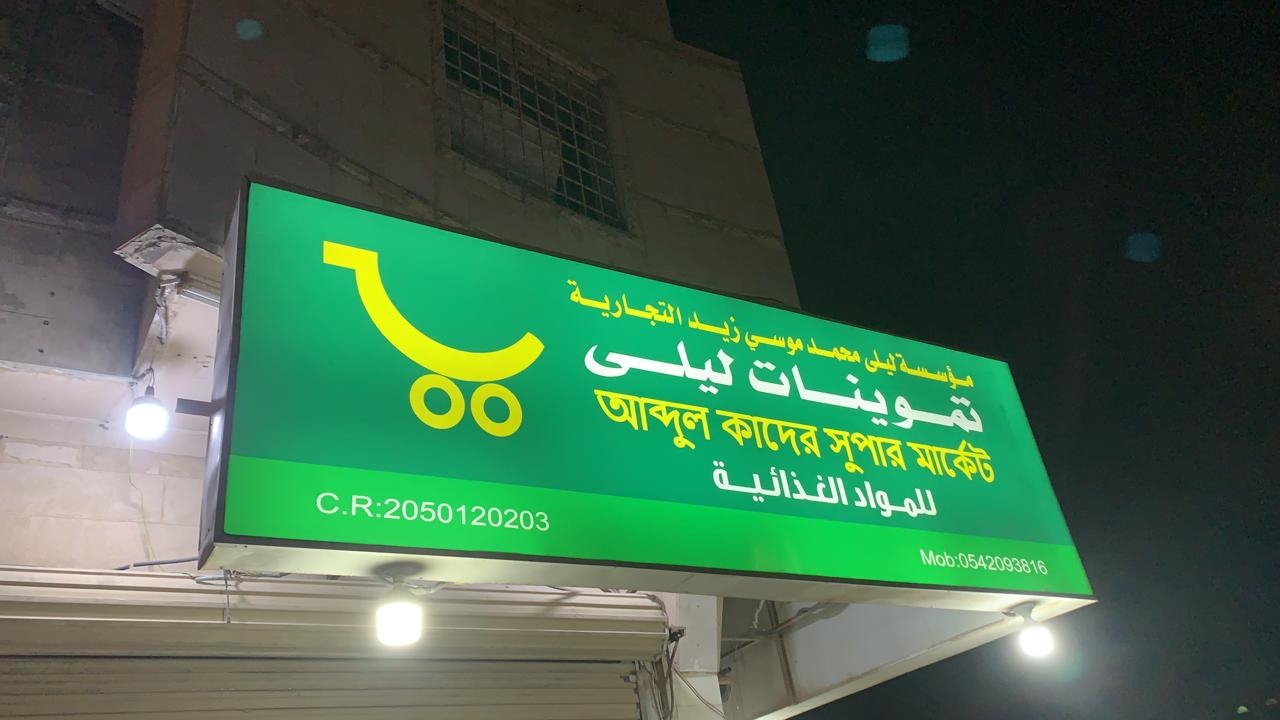 مؤسسة ليلى محمد موسي زيد التجارية
تموينات ليلى
আব্দুল কাদের সুপার মার্কেট
للمواد الغذائية
C.R:2050120203
Mob:0542093816